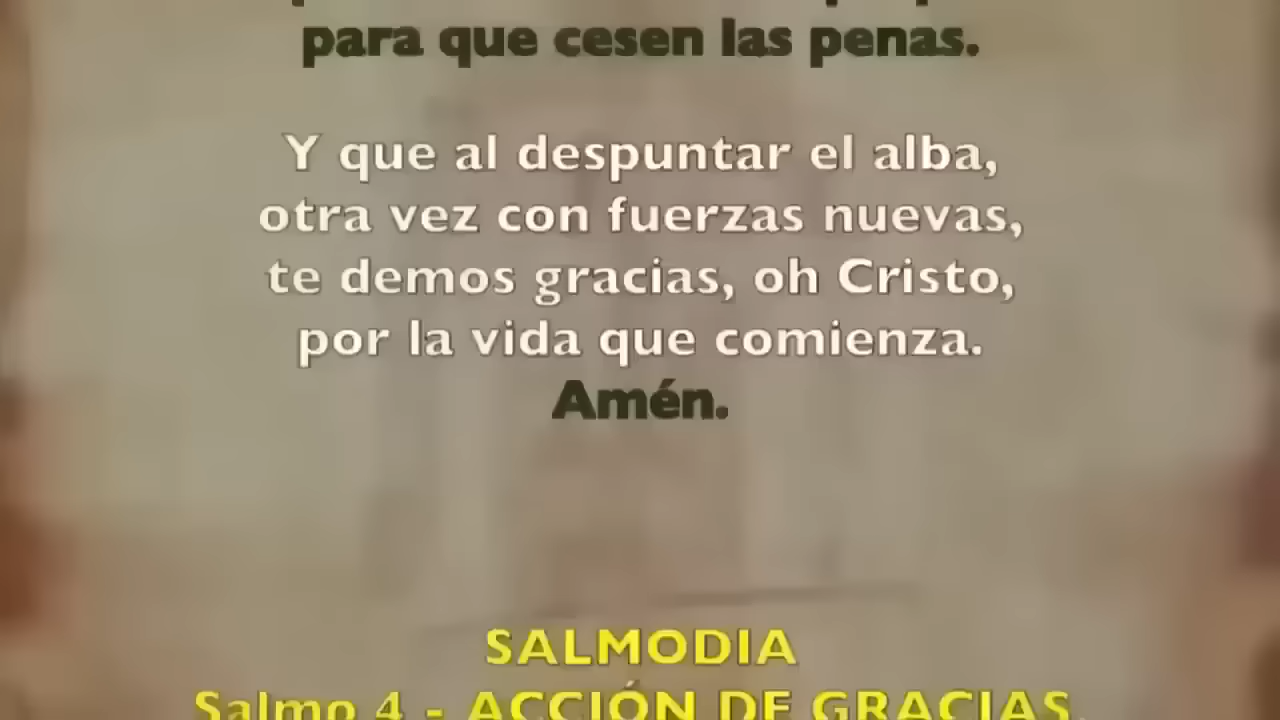 para que cesen las penas.
Y que al despuntar el alba,
otra vez con fuerzas nuevas,
te demos gracias, oh Cristo,
por la vida que comienza.
Amén.
SALMODIA
Salmo 4 - ACCIÓN DE GRACIAS.